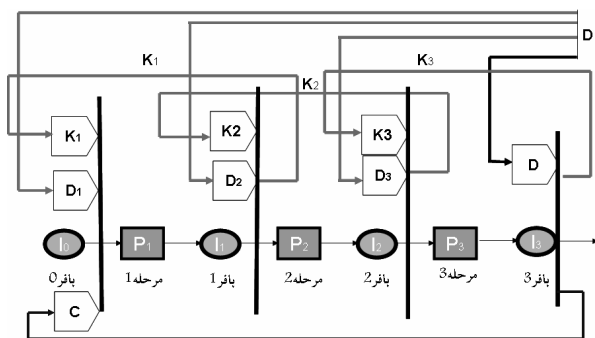 D
K1
K2
K3
K1
K2
K3
D
D1
D2
D3
I0
P1
I1
P2
I2
P3
I3
بافر0
مرحله1
بافر1
مرحله2
بافر2
مرحله3
بافر3
C